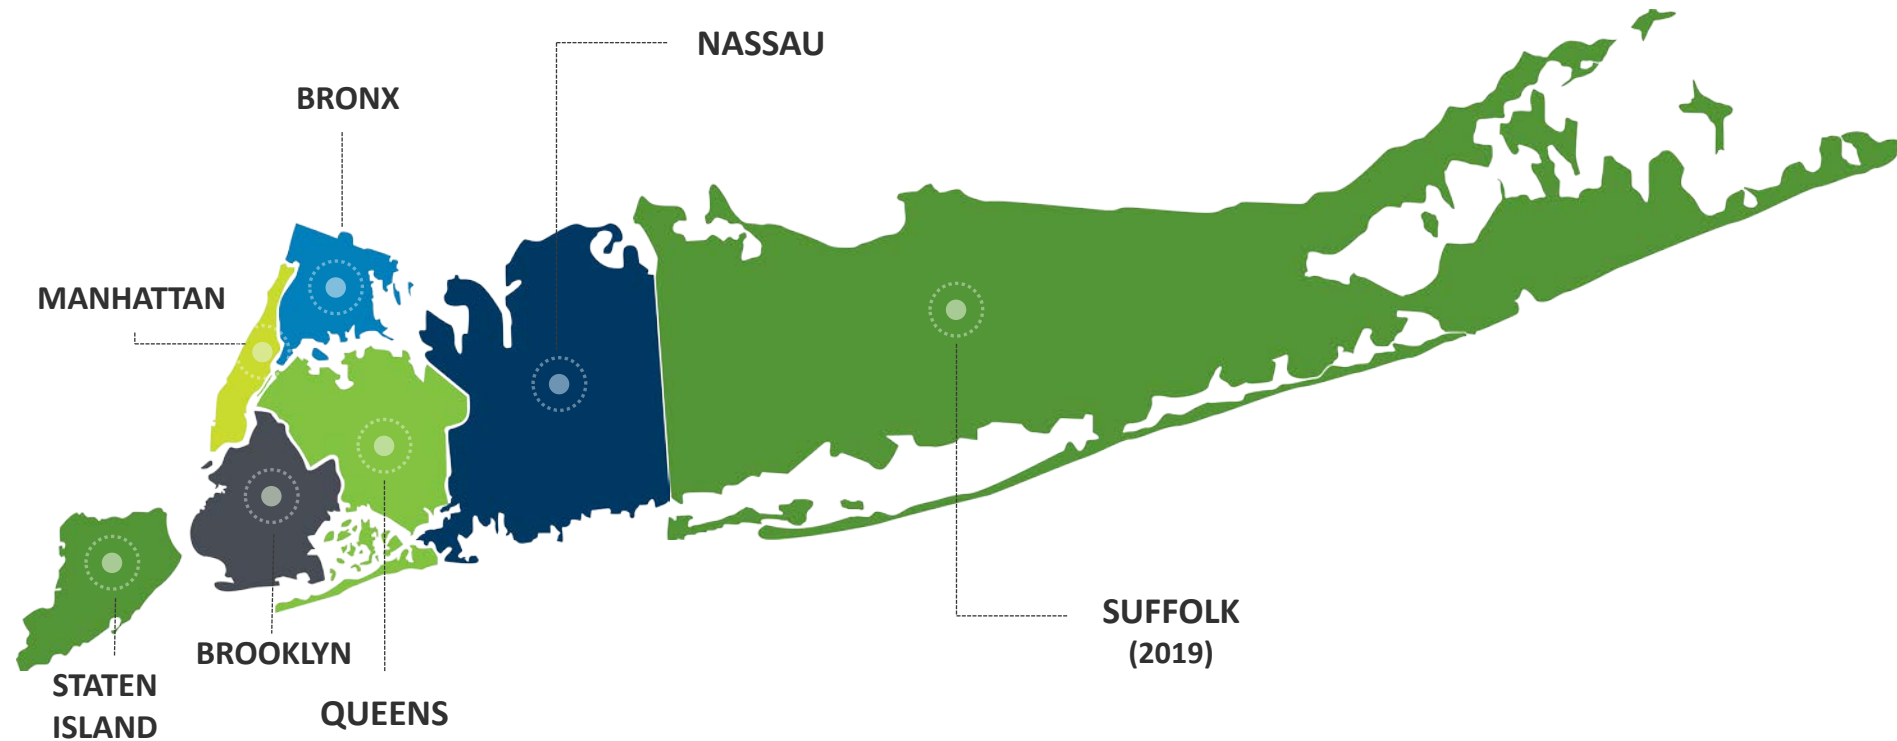 NASSAU
BRONX
MANHATTAN
SUFFOLK
(2019)
BROOKLYN
STATEN
ISLAND
QUEENS